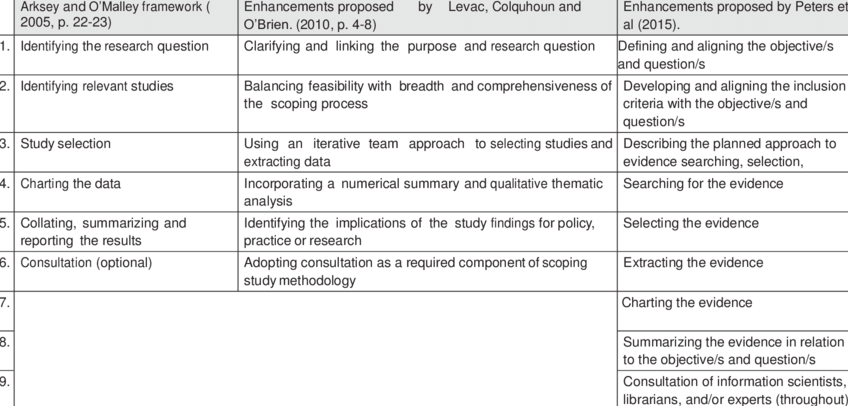 Arksey and O'Malley framework (
2005, p. 22-23)
Enhancements proposed by Levac, Colquhoun and
O'Brien. (2010, p. 4-8)
Enhancements proposed by Peters et
al (2015).
1. Identifying the research question
Clarifying and linking the purpose and research question
Defining and aligning the objective/s
and question/s
2. Identifying relevant studies
Balancing feasibility with breadth and comprehensiveness of
the scoping process
Developing and aligning the inclusion
criteria with the objective/s and
question/s
3. Study selection
Using an iterative team approach to selecting studies and
extracting data
Describing the planned approach to
evidence searching, selection,
4. Charting the data
Incorporating a numerical summary and qualitative thematic
analysis
Searching for the evidence
5. Collating, summarizing and
reporting the results
Identifying the implications of the study findings for policy,
practice or research
Selecting the evidence
6. Consultation (optional)
Adopting consultation as a required component of scoping
study methodology
Extracting the evidence
7. Charting the evidence
8. Summarizing the evidence in relation
to the objective/s and question/s
9. Consultation of information scientists,
librarians, and/or experts (throughout)